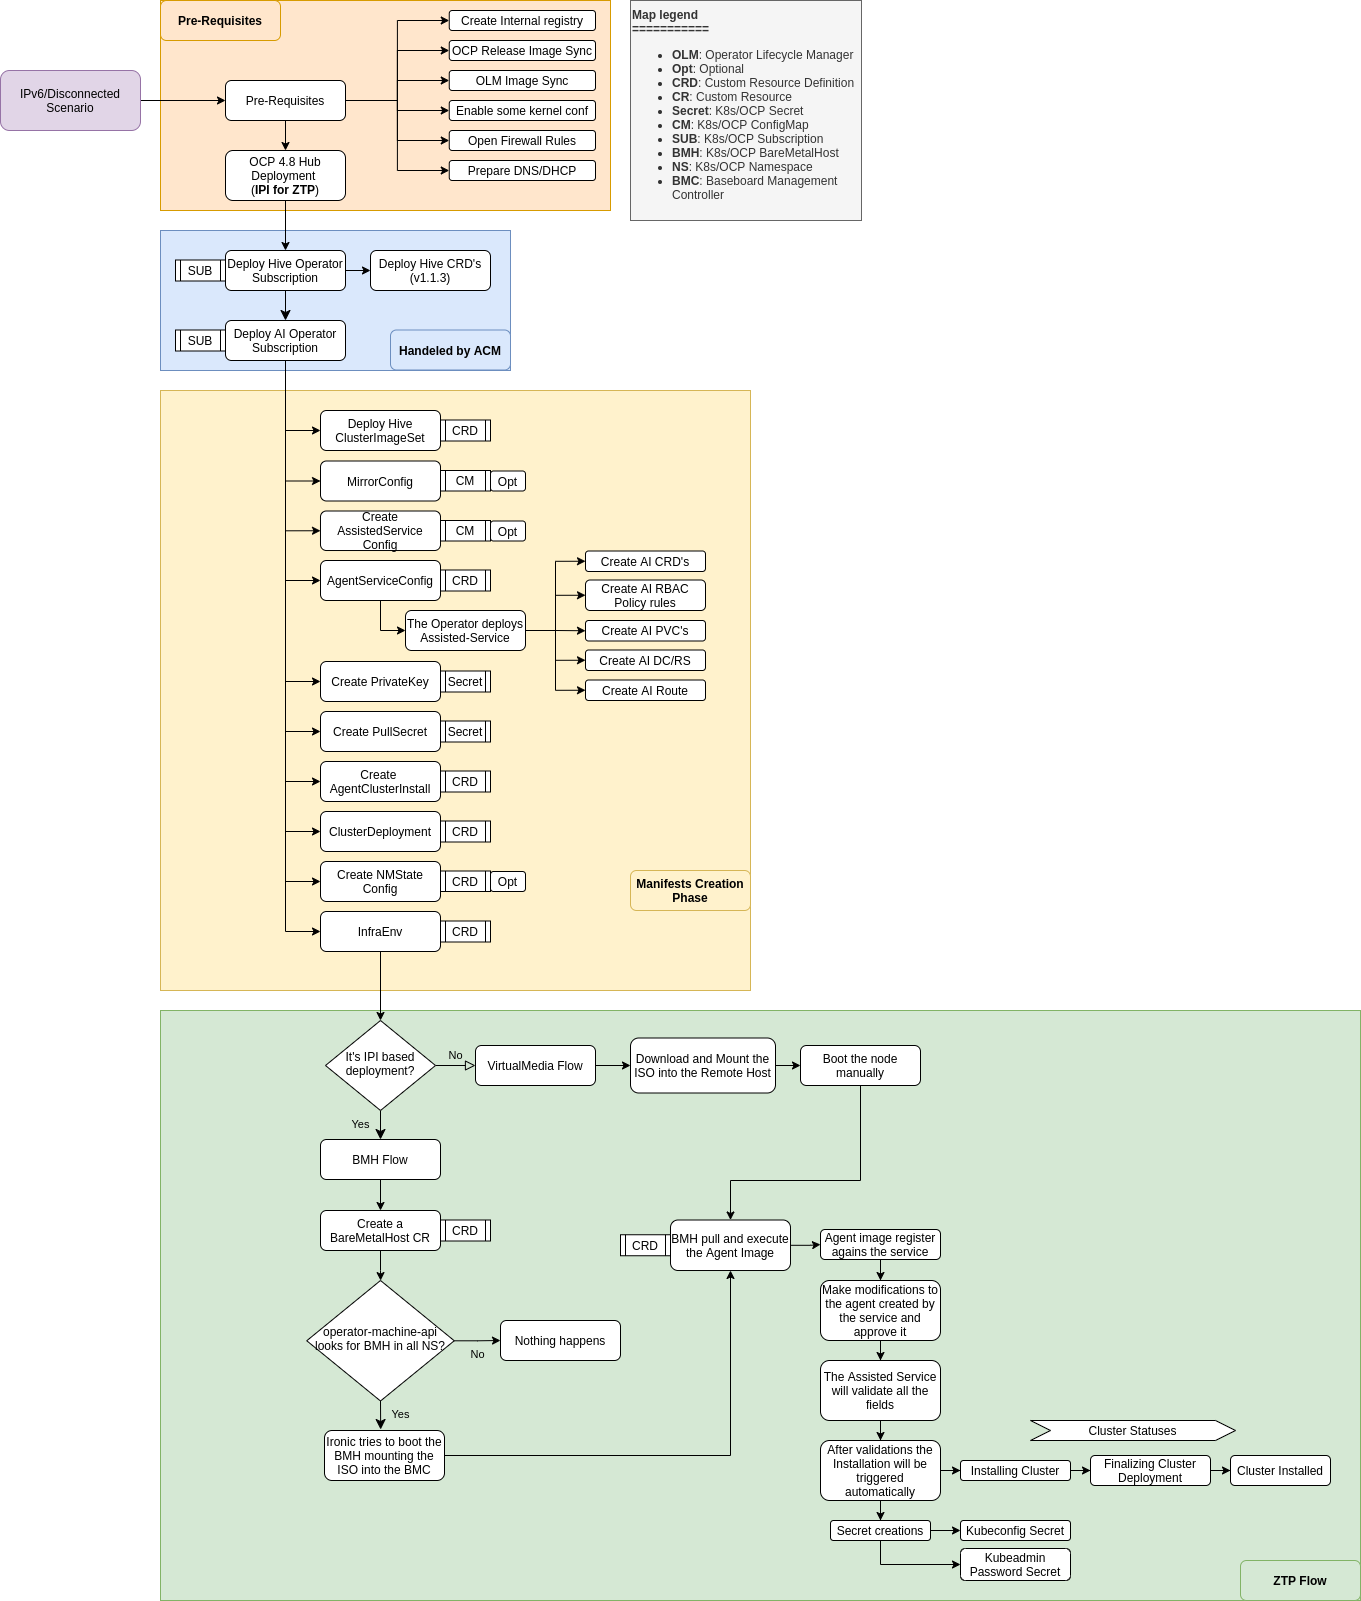 Pre-Requisites
IPv6/Disconnected
Scenario
Pre-Requisites
OCP 4.8 Hub
Deployment
(IPI for ZTP)
Create Internal registry
OCP Release Image Sync
OLM Image Sync
Enable some kernel conf
Open Firewall Rules
Prepare DNS/DHCP
Map legend
===========
OLM: Operator Lifecycle Manager
Opt: Optional
CRD: Custom Resource Definition
CR: Custom Resource
Secret: K8s/OCP Secret
CM: K8s/OCP ConfigMap
SUB: K8s/OCP Subscription
BMH: K8s/OCP BareMetalHost
NS: K8s/OCP Namespace
BMC: Baseboard Management
Controller
SUB
Deploy Hive Operator
Subscription
Deploy Hive CRD's
(v1.1.3)
SUB
Deploy AI Operator
Subscription
Handeled by ACM
Deploy Hive
ClusterImageSet
CRD
MirrorConfig
CM
Opt
Create
AssistedService
Config
CM
Opt
AgentServiceConfig
CRD
The Operator deploys
Assisted-Service
Create AI CRD's
Create AI RBAC
Policy rules
Create AI PVC's
Create AI DC/RS
Create AI Route
Create PrivateKey
Secret
Create PullSecret
Secret
Create
AgentClusterInstall
CRD
ClusterDeployment
CRD
Create NMState
Config
CRD
Opt
InfraEnv
CRD
Manifests Creation
Phase
It's IPI based
deployment?
No
VirtualMedia Flow
Download and Mount the
ISO into the Remote Host
Boot the node
manually
Yes
BMH Flow
Create a
BareMetalHost CR
CRD
operator-machine-api
looks for BMH in all NS?
No
Nothing happens
Yes
Ironic tries to boot the
BMH mounting the
ISO into the BMC
CRD
BMH pull and execute
the Agent Image
Agent image register
agains the service
Make modifications to
the agent created by
the service and
approve it
The Assisted Service
will validate all the
fields
After validations the
Installation will be
triggered
automatically
Cluster Statuses
Installing Cluster
Finalizing Cluster
Deployment
Cluster Installed
Secret creations
Kubeconfig Secret
Kubeadmin
Password Secret
ZTP Flow